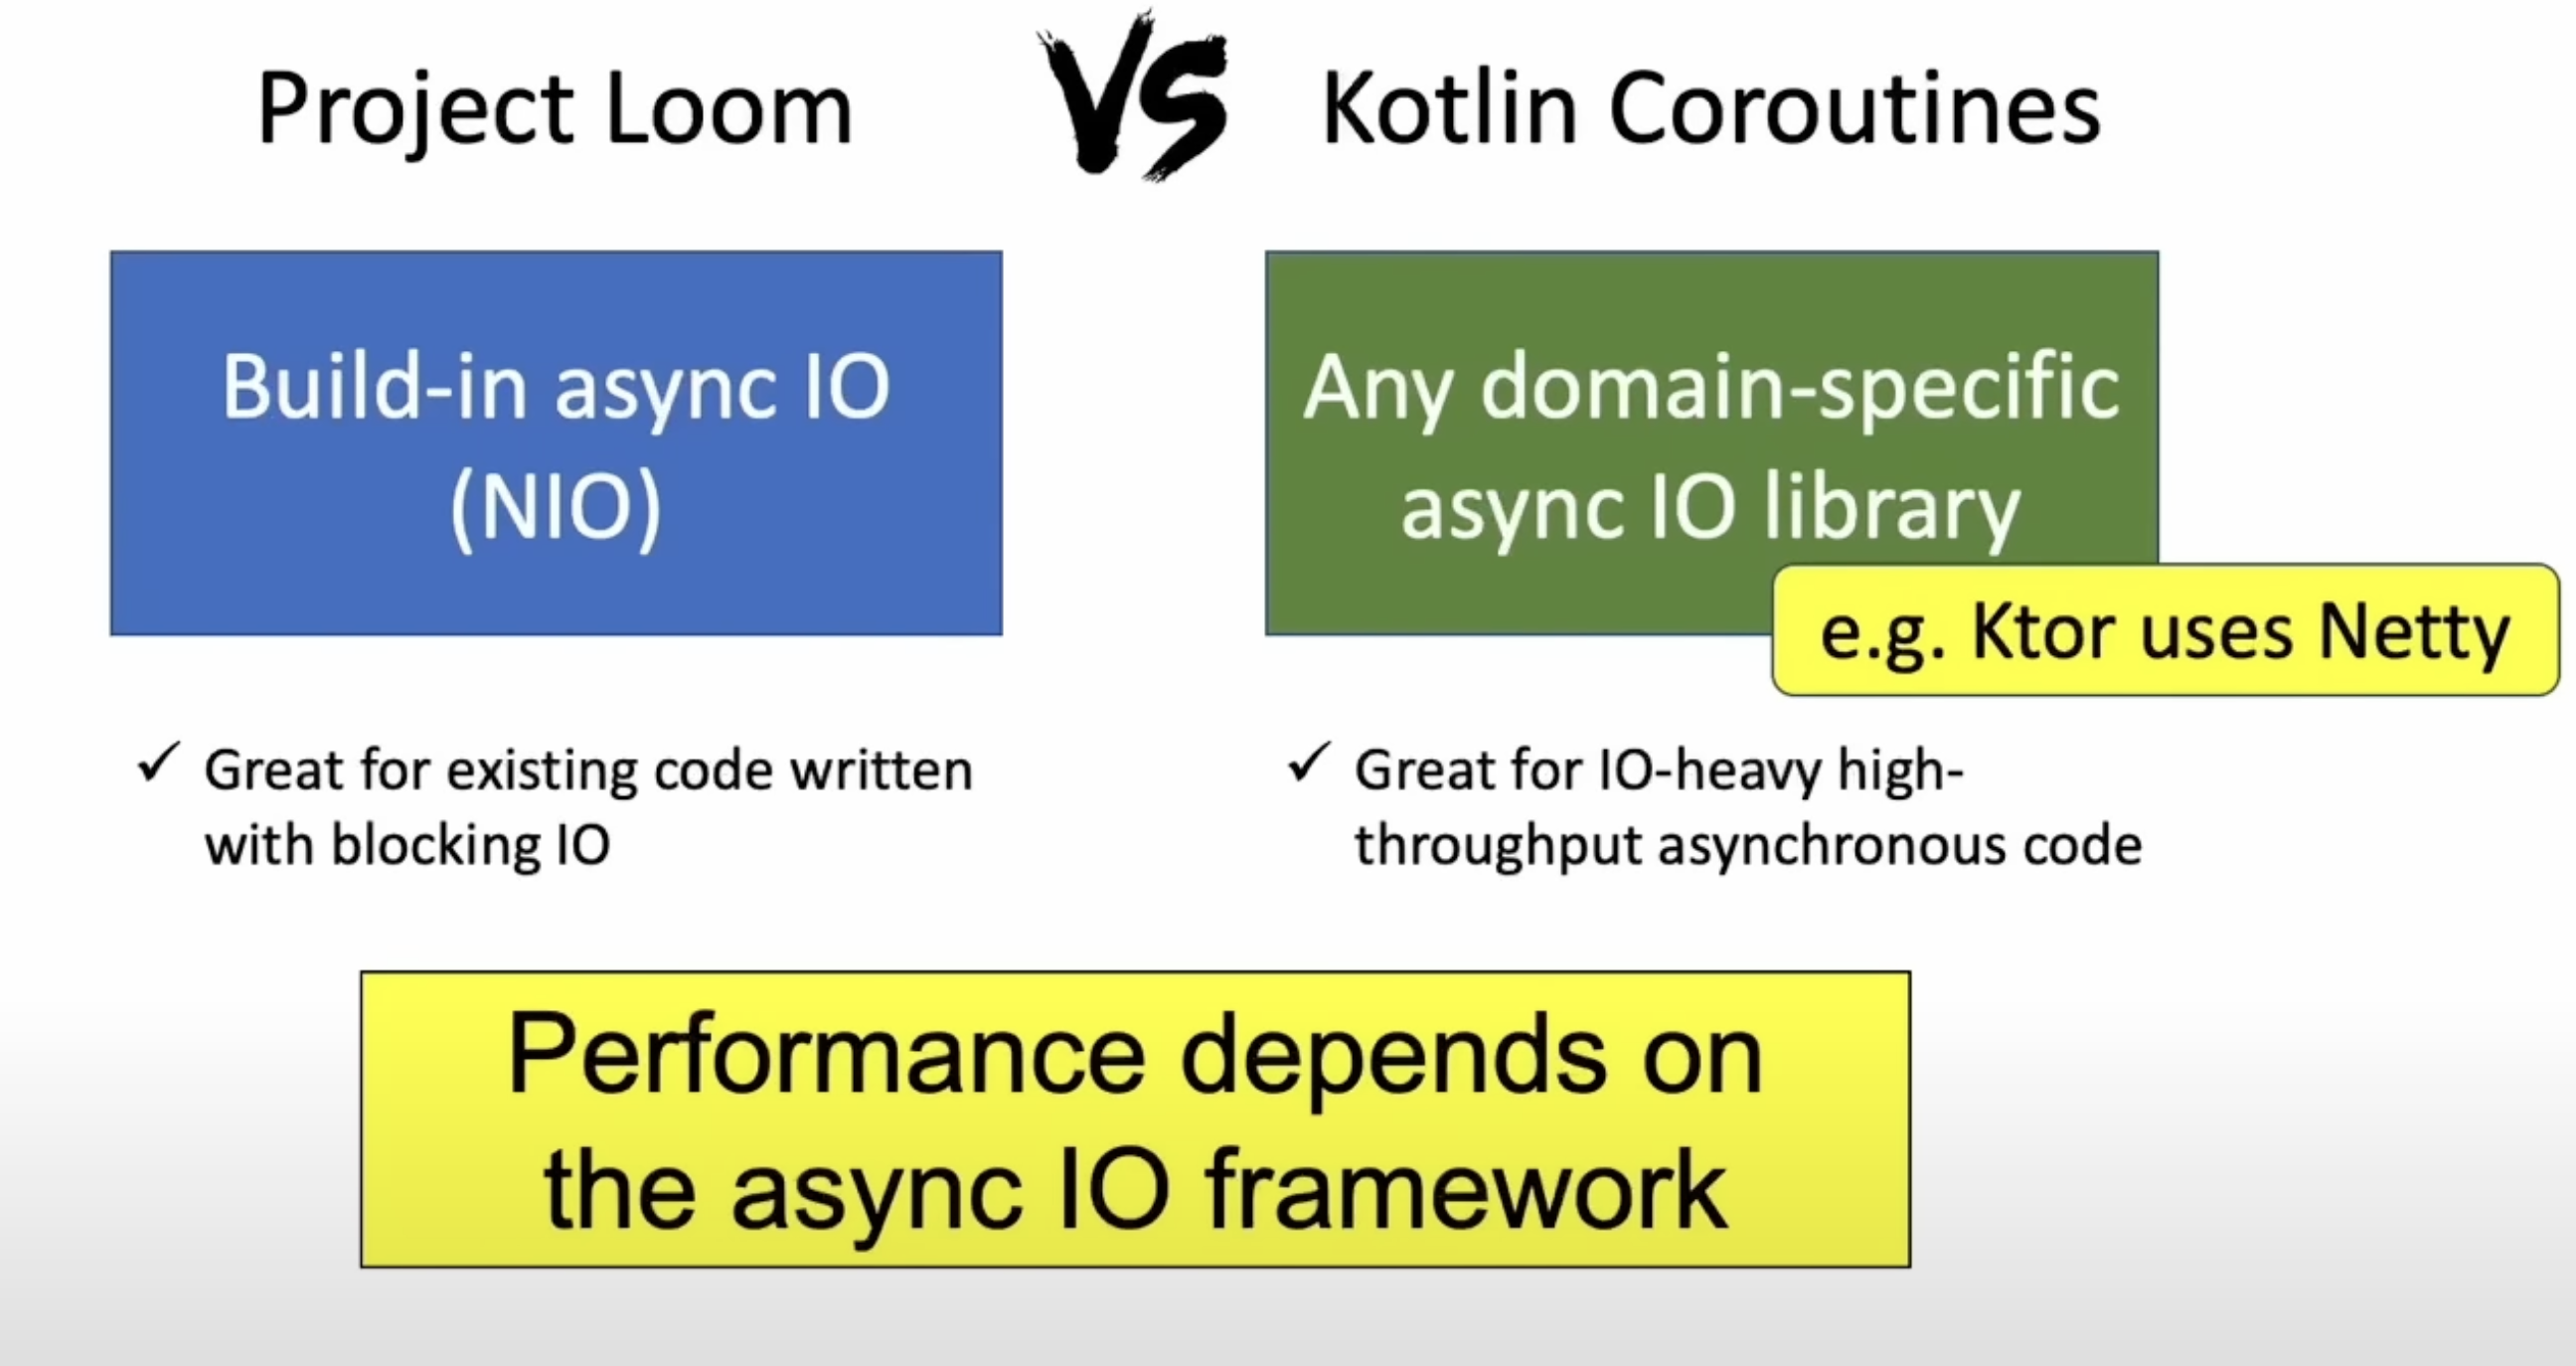 Project Loom VS Kotlin Coroutines
Build-in async IO
(NIO)
Any domain-specific
async IO library
e.g. Ktor uses Netty
✓ Great for existing code written
with blocking IO
✓ Great for IO-heavy high-
throughput asynchronous code
Performance depends on
the async IO framework